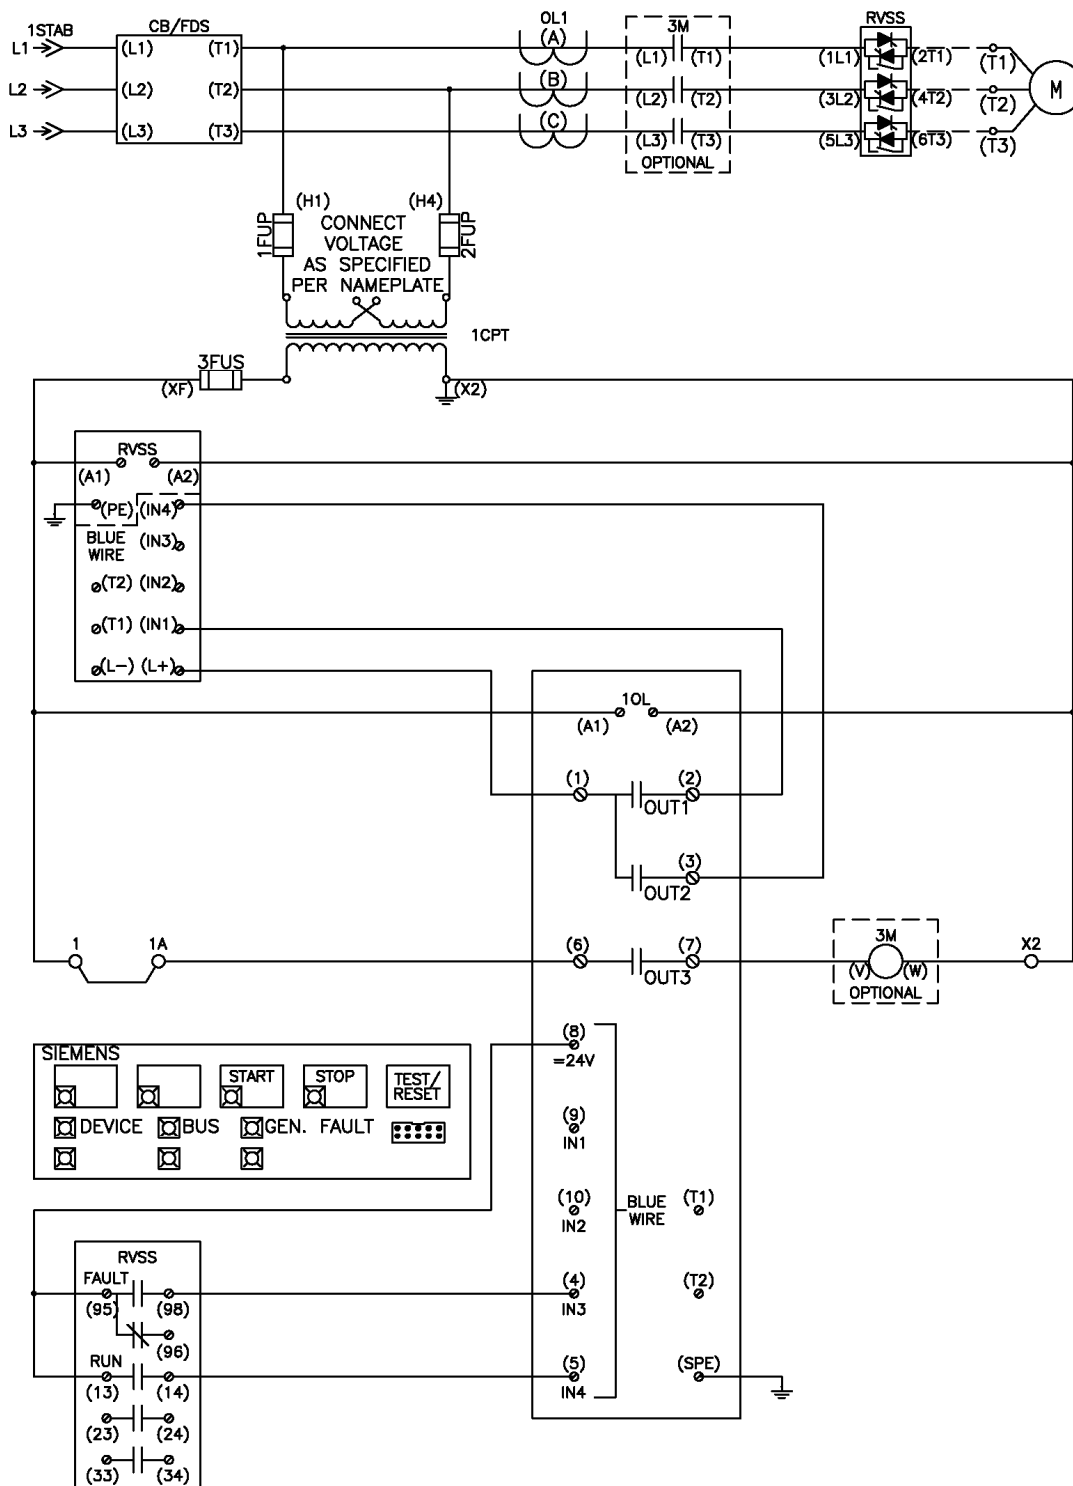 1STAB CB/FDS OL1 3M RVSS
L1 (L1) (T1) (A) (L1) (T1) (1L1) (2T1) (T1)
L2 (L2) (T2) (B) (L2) (T2) (3L2) (4T2) (T2) M
L3 (L3) (T3) (C) (L3) (T3) (5L3) (6T3) (T3)
OPTIONAL
(H1) (H4)
1FUP
2FUP
CONNECT
VOLTAGE
AS SPECIFIED
PER NAMEPLATE
1CPT
3FUS
(XF) (X2)
RVSS
(A1) (A2)
(PE) (IN4)
BLUE
WIRE
(IN3)
(T2) (IN2)
(T1) (IN1)
(L-) (L+)
1OL
(A1) (A2)
(1) (2)
OUT1
(3)
OUT2
1 1A (6) (7) 3M X2
OUT3 (V) (W)
OPTIONAL
(8)
=24V
SIEMENS
START STOP TEST/
RESET
DEVICE BUS GEN. FAULT
(9)
IN1
(10) BLUE
WIRE
(T1)
IN2
RVSS
FAULT (4) (T2)
(95) (98) IN3
(96)
RUN (5) (SPE)
(13) (14) IN4
(23) (24)
(33) (34)